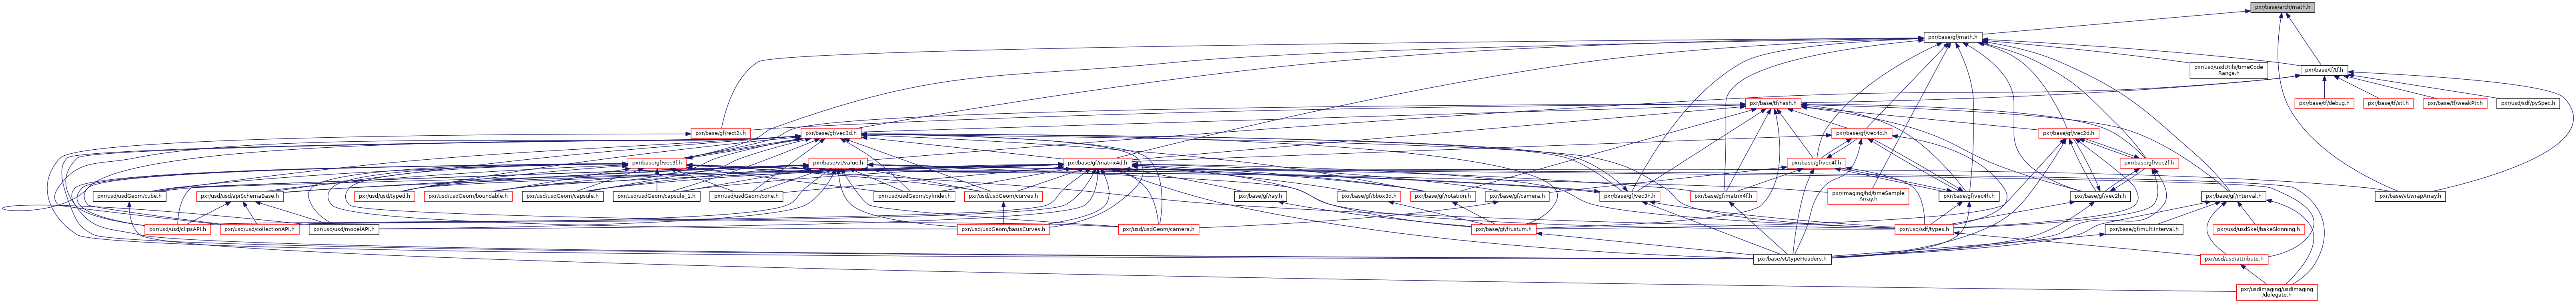 pxr/base/arch/math.h
pxr/base/gf/math.h
pxr/usd/usdUtils/timeCode
Range.h
pxr/base/tf/tf.h
pxr/base/tf/hash.h
pxr/base/tf/debug.h
pxr/base/tf/stl.h
pxr/base/tf/weakPtr.h
pxr/usd/sdf/pySpec.h
pxr/base/gf/rect2i.h
pxr/base/gf/vec3d.h
pxr/base/gf/vec4d.h
pxr/base/gf/vec2d.h
pxr/base/gf/vec3f.h
pxr/base/vt/value.h
pxr/base/gf/matrix4d.h
pxr/base/gf/vec4f.h
pxr/base/gf/vec2f.h
pxr/usd/usdGeom/cube.h
pxr/usd/usd/apiSchemaBase.h
pxr/usd/usd/typed.h
pxr/usd/usdGeom/boundable.h
pxr/usd/usdGeom/capsule.h
pxr/usd/usdGeom/capsule_1.h
pxr/usd/usdGeom/cone.h
pxr/usd/usdGeom/cylinder.h
pxr/usd/usdGeom/curves.h
pxr/base/gf/ray.h
pxr/base/gf/bbox3d.h
pxr/base/gf/rotation.h
pxr/base/gf/camera.h
pxr/base/gf/vec3h.h
pxr/base/gf/matrix4f.h
pxr/imaging/hd/timeSample
Array.h
pxr/base/gf/vec4h.h
pxr/base/gf/vec2h.h
pxr/base/gf/interval.h
pxr/base/vt/wrapArray.h
pxr/usd/usd/clipsAPI.h
pxr/usd/usd/collectionAPI.h
pxr/usd/usd/modelAPI.h
pxr/usd/usdGeom/basisCurves.h
pxr/usd/usdGeom/camera.h
pxr/base/gf/frustum.h
pxr/usd/sdf/types.h
pxr/base/gf/multiInterval.h
pxr/usd/usdSkel/bakeSkinning.h
pxr/base/vt/typeHeaders.h
pxr/usd/usd/attribute.h
pxr/usdImaging/usdImaging
/delegate.h